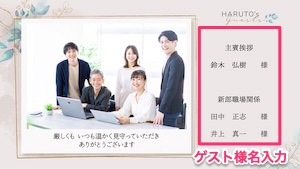 HARUTO's
guests
主賓挨拶
鈴木 弘樹 様
新郎職場関係
田中 正志 様
井上 真一 様
厳しくも いつも温かく見守っていただき
ありがとうございます
ゲスト様名入力